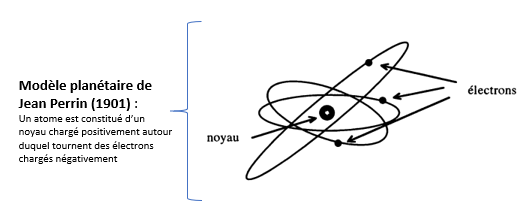 Modèle planétaire de
Jean Perrin (1901) :
Un atome est constitué d'un
noyau chargé positivement autour
duquel tournent des électrons
chargés négativement
électrons
noyau